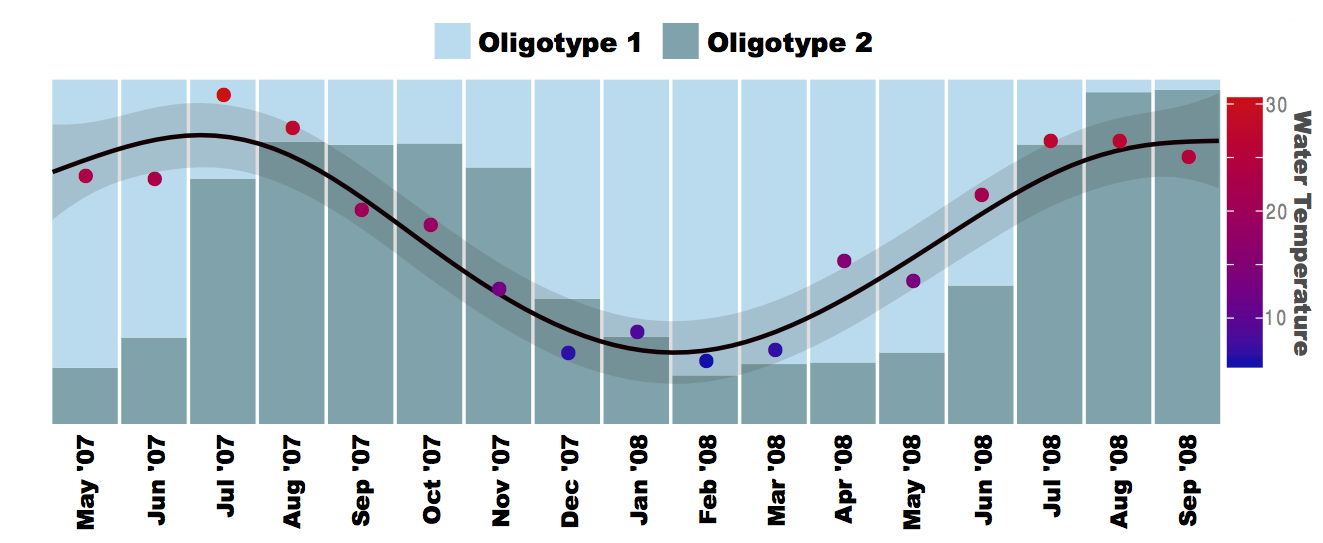 Oligotype 1 Oligotype 2
30
20
10
Water Temperature
May '07
Jun '07
Jul '07
Aug '07
Sep '07
Oct '07
Nov '07
Dec '07
Jan '08
Feb '08
Mar '08
Apr '08
May '08
Jun '08
Jul '08
Aug '08
Sep '08